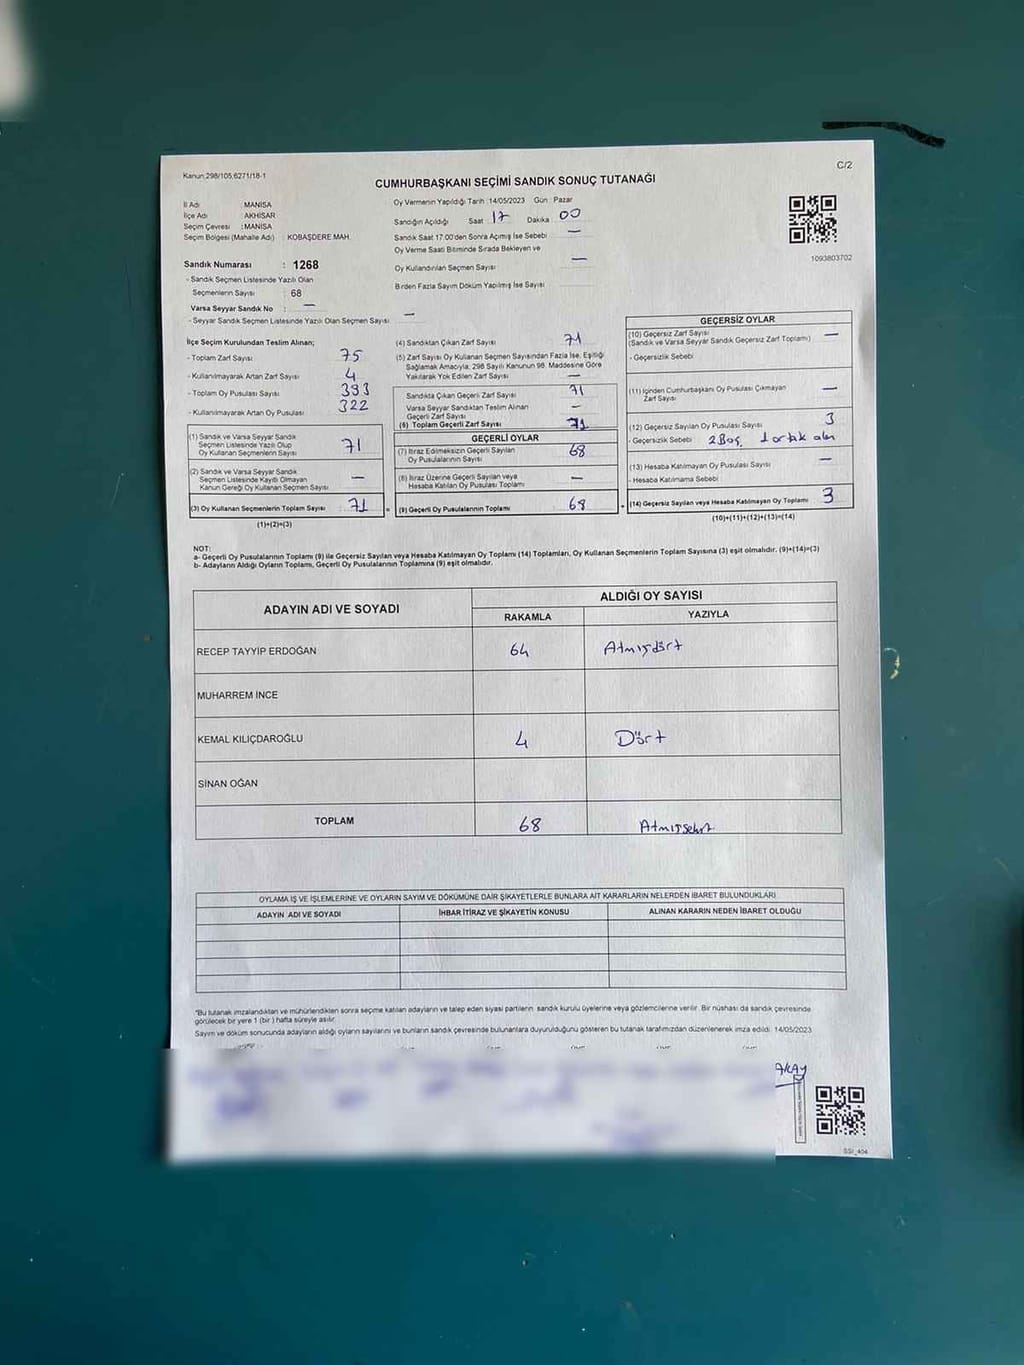 Kanun:298/105,6271/18-1
C/2
CUMHURBAŞKANI SEÇİMİ SANDIK SONUÇ TUTANAĞI
İl Adı : MANİSA
İlçe Adı : AKHİSAR
Seçim Çevresi : MANİSA
Seçim Bölgesi (Mahalle Adı) : KOBAŞDERE MAH.
Sandık Numarası : 1268
- Sandık Seçmen Listesinde Yazılı Olan
Seçmenlerin Sayısı : 68
Varsa Seyyar Sandık No : —
- Seyyar Sandık Seçmen Listesinde Yazılı Olan Seçmen Sayısı : —
Oy Vermenin Yapıldığı Tarih :14/05/2023 Gün : Pazar
Sandığın Açıldığı Saat : 17 Dakika : 00
Sandık Saat 17.00'den Sonra Açımış İse Sebebi : —
Oy Verme Saati Bitiminde Sırada Bekleyen ve
Oy Kullandırılan Seçmen Sayısı : —
Birden Fazla Sayım Döküm Yapılmış İse Sayısı :
1093803702
İlçe Seçim Kurulundan Teslim Alınan;
- Toplam Zarf Sayısı : 75
- Kullanılmayarak Artan Zarf Sayısı : 4
- Toplam Oy Pusulası Sayısı : 393
- Kullanılmayarak Artan Oy Pusulası : 322
(1) Sandık ve Varsa Seyyar Sandık
Seçmen Listesinde Yazılı Olup
Oy Kullanan Seçmenlerin Sayısı : 71
(2) Sandık ve Varsa Seyyar Sandık
Seçmen Listesinde Kayıtlı Olmayan
Kanun Gereği Oy Kullanan Seçmen Sayısı : —
(3) Oy Kullanan Seçmenlerin Toplam Sayısı : 71
(1)+(2)=(3)
(4) Sandıktan Çıkan Zarf Sayısı : 71
(5) Zarf Sayısı Oy Kullanan Seçmen Sayısından Fazla İse, Eşitliği
Sağlamak Amacıyla; 298 Sayılı Kanunun 98. Maddesine Göre
Yakılarak Yok Edilen Zarf Sayısı : —
Sandıkta Çıkan Geçerli Zarf Sayısı : 71
Varsa Seyyar Sandıktan Teslim Alınan
Geçerli Zarf Sayısı : —
(6) Toplam Geçerli Zarf Sayısı : 71
GEÇERLİ OYLAR
(7) İtiraz Edilmeksizin Geçerli Sayılan
Oy Pusulalarının Sayısı : 68
(8) İtiraz Üzerine Geçerli Sayılan veya
Hesaba Katılan Oy Pusulası Toplamı : —
(9) Geçerli Oy Pusulalarının Toplamı : 68
GEÇERSİZ OYLAR
(10) Geçersiz Zarf Sayısı : —
(Sandık ve Varsa Seyyar Sandık Geçersiz Zarf Toplamı)
- Geçersizlik Sebebi :
(11) İçinden Cumhurbaşkanı Oy Pusulası Çıkmayan
Zarf Sayısı : —
(12) Geçersiz Sayılan Oy Pusulası Sayısı : 3
- Geçersizlik Sebebi : 2 Boş, 1 ortak alan
(13) Hesaba Katılmayan Oy Pusulası Sayısı : —
- Hesaba Katılmama Sebebi :
(14) Geçersiz Sayılan veya Hesaba Katılmayan Oy Toplamı : 3
(10)+(11)+(12)+(13)=(14)
NOT:
a- Geçerli Oy Pusulalarının Toplamı (9) ile Geçersiz Sayılan veya Hesaba Katılmayan Oy Toplamı (14) Toplamları, Oy Kullanan Seçmenlerin Toplam Sayısına (3) eşit olmalıdır. (9)+(14)=(3)
b- Adayların Aldığı Oyların Toplamı, Geçerli Oy Pusulalarının Toplamına (9) eşit olmalıdır.
ADAYIN ADI VE SOYADI ALDIĞI OY SAYISI
RAKAMLA YAZIYLA
RECEP TAYYİP ERDOĞAN 64 Atmışdört
MUHARREM İNCE
KEMAL KILIÇDAROĞLU 4 Dört
SİNAN OĞAN
TOPLAM 68 Atmışsekiz
OYLAMA İŞ VE İŞLEMLERİNE VE OYLARIN SAYIM VE DÖKÜMÜNE DAİR ŞİKAYETLERLE BUNLARA AİT KARARLARIN NELERDEN İBARET BULUNDUKLARI
ADAYIN ADI VE SOYADI İHBAR İTİRAZ VE ŞİKAYETİN KONUSU ALINAN KARARIN NEDEN İBARET OLDUĞU
*Bu tutanak imzalandıktan ve mühürlendikten sonra seçime katılan adayların ve talep eden siyasi partilerin sandık kurulu üyelerine veya gözlemcilerine verilir. Bir nüshası da sandık çevresinde
görülecek bir yere 1 (bir ) hafta süreyle asılır.
Sayım ve döküm sonucunda adayların aldığı oyların sayılarını ve bunların sandık çevresinde bulunanlara duyurulduğunu gösteren bu tutanak tarafımızdan düzenlenerek imza edildi. 14/05/2023
AKAY
SSİ_404